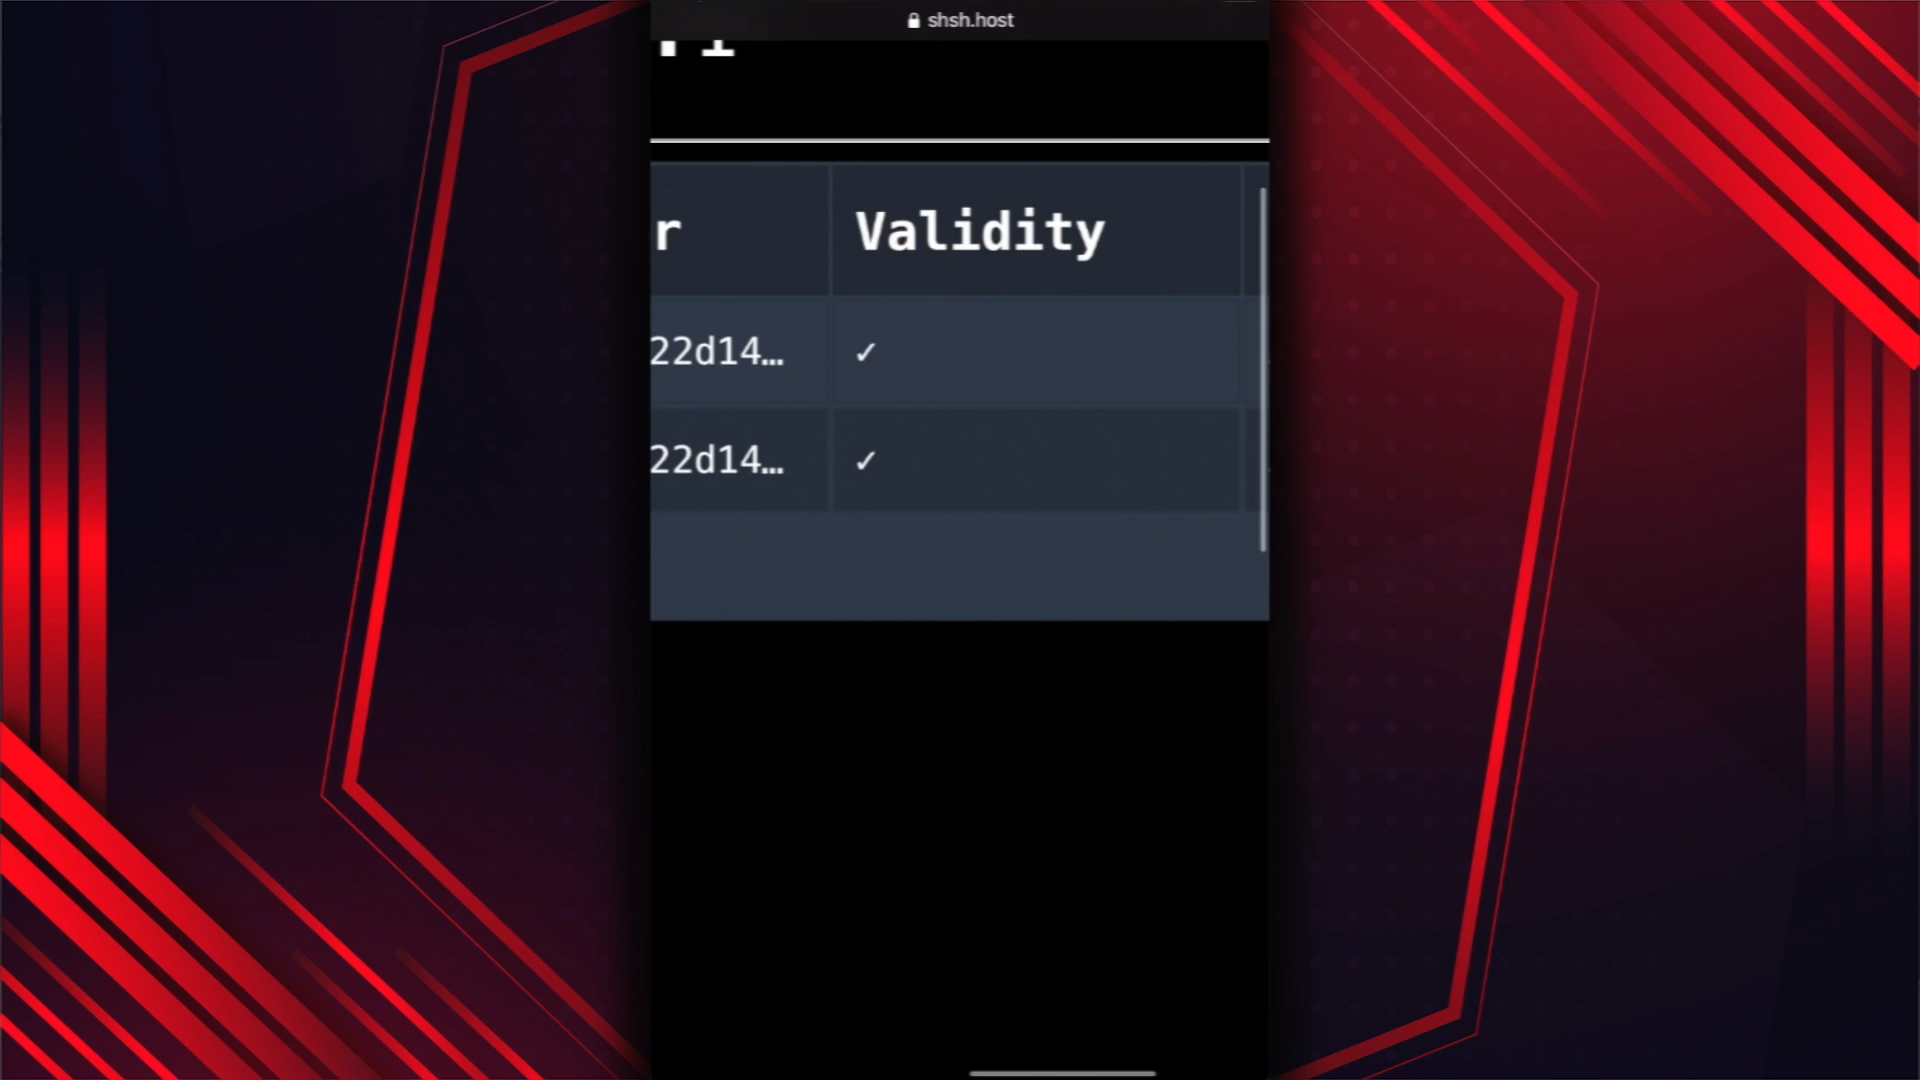 shsh.host
r Validity
22d14… ✓
22d14… ✓